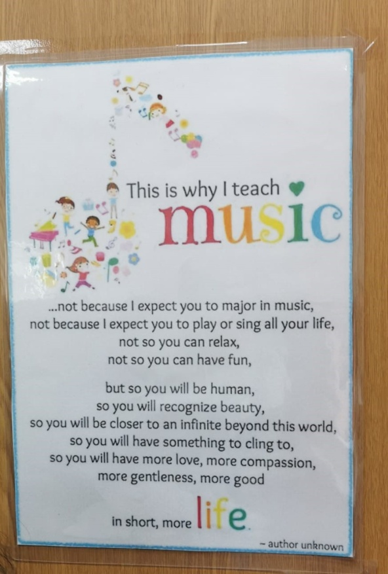 This is why I teach
music
...not because I expect you to major in music,
not because I expect you to play or sing all your life,
not so you can relax,
not so you can have fun,
but so you will be human,
so you will recognize beauty,
so you will be closer to an infinite beyond this world,
so you will have something to cling to,
so you will have more love, more compassion,
more gentleness, more good
in short, more life.
~ author unknown